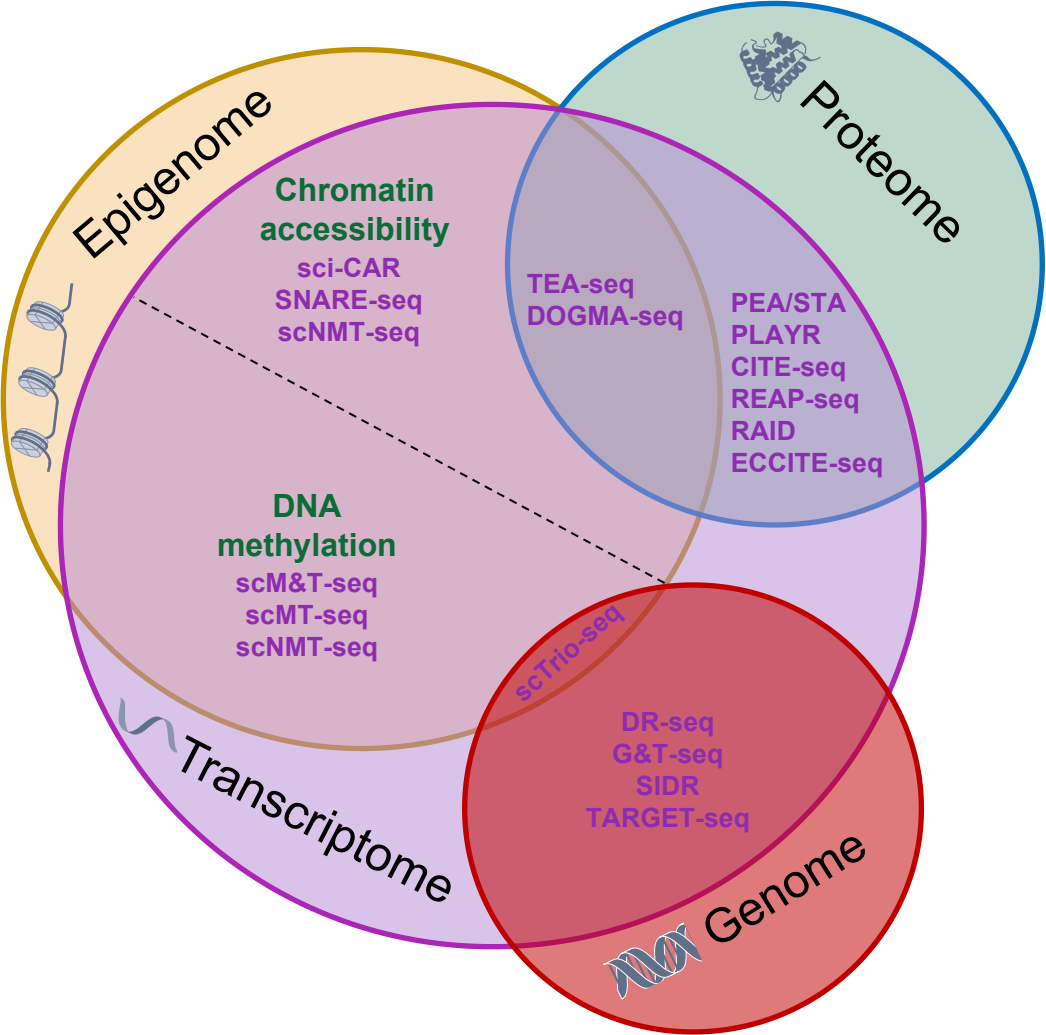 Epigenome
Proteome
Chromatin
accessibility
sci-CAR
SNARE-seq
scNMT-seq
TEA-seq
DOGMA-seq
PEA/STA
PLAYR
CITE-seq
REAP-seq
RAID
ECCITE-seq
DNA
methylation
scM&T-seq
scMT-seq
scNMT-seq
scTrio-seq
DR-seq
G&T-seq
SIDR
TARGET-seq
Transcriptome
Genome